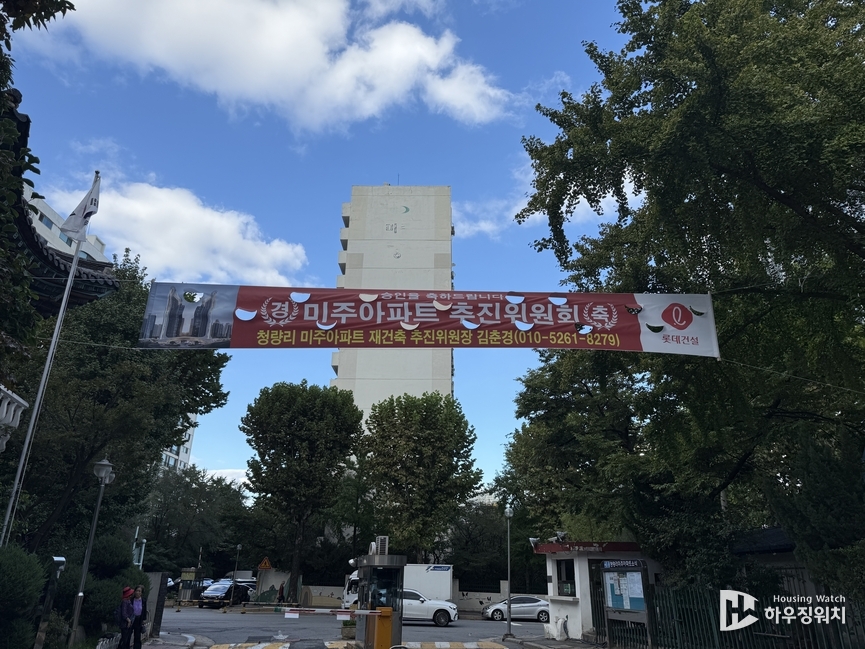 승인을 축하드립니다
경 미주아파트 추진위원회 축
청량리 미주아파트 재건축 추진위원장 김춘경(010-5261-8279)
롯데건설
Housing Watch
하우징워치